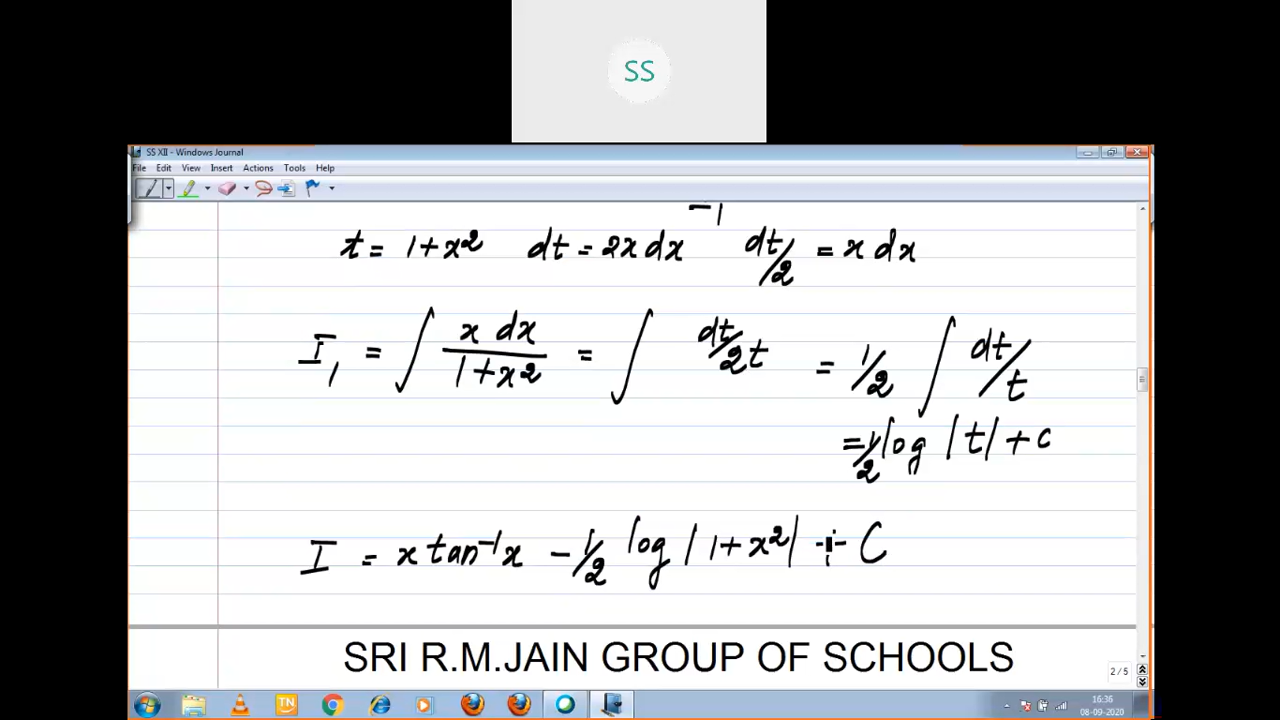 SS
SS XII - Windows Journal
File Edit View Insert Actions Tools Help
-1
t = 1+x² dt = 2x dx dt/2 = x dx
I₁ = ∫ x dx / 1+x² = ∫ dt/2t = 1/2 ∫ dt/t
= 1/2 log |t| + c
I = x tan⁻¹x - 1/2 log |1+x²| + C
SRI R.M.JAIN GROUP OF SCHOOLS
2/5
TN
16:36
08-09-2020